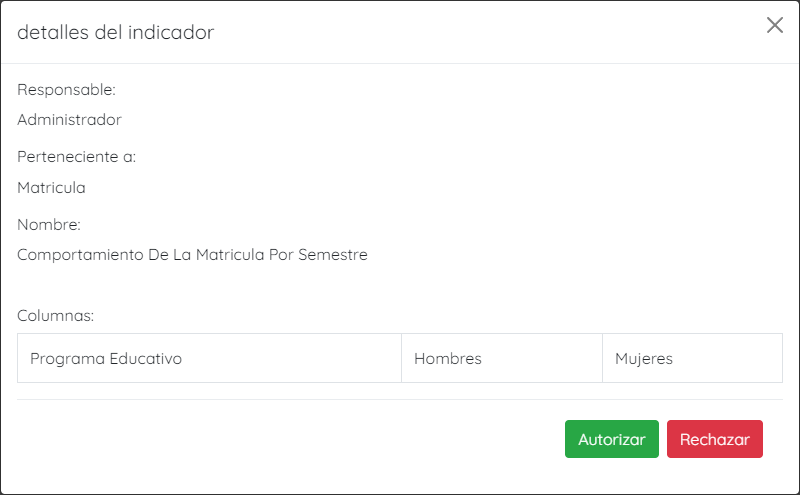 detalles del indicador
Responsable:
Administrador
Perteneciente a:
Matricula
Nombre:
Comportamiento De La Matricula Por Semestre
Columnas:
Programa Educativo Hombres Mujeres
Autorizar Rechazar